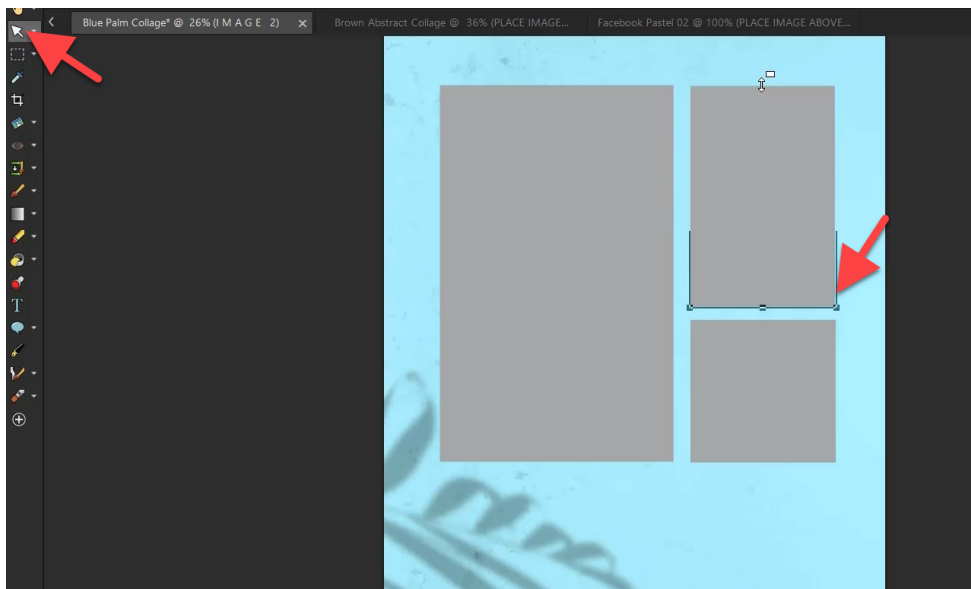 Blue Palm Collage* @ 26% (I M A G E 2)
Brown Abstract Collage @ 36% (PLACE IMAGE...
Facebook Pastel 02 @ 100% (PLACE IMAGE ABOVE...
T